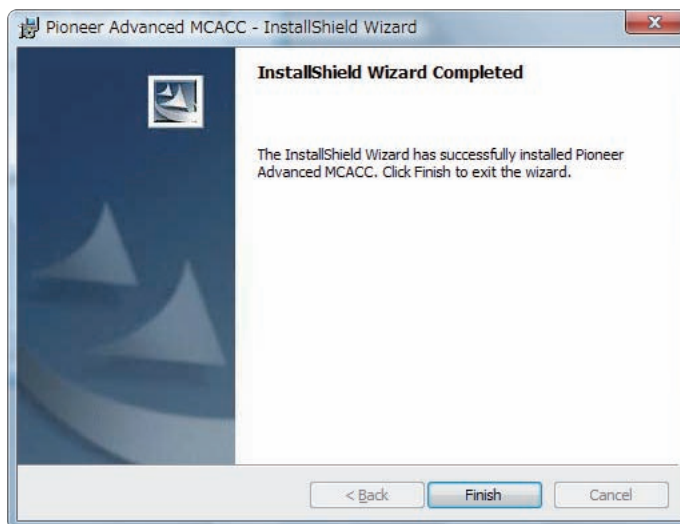 Pioneer Advanced MCACC - InstallShield Wizard
InstallShield Wizard Completed
The InstallShield Wizard has successfully installed Pioneer
Advanced MCACC. Click Finish to exit the wizard.
< Back
Finish
Cancel